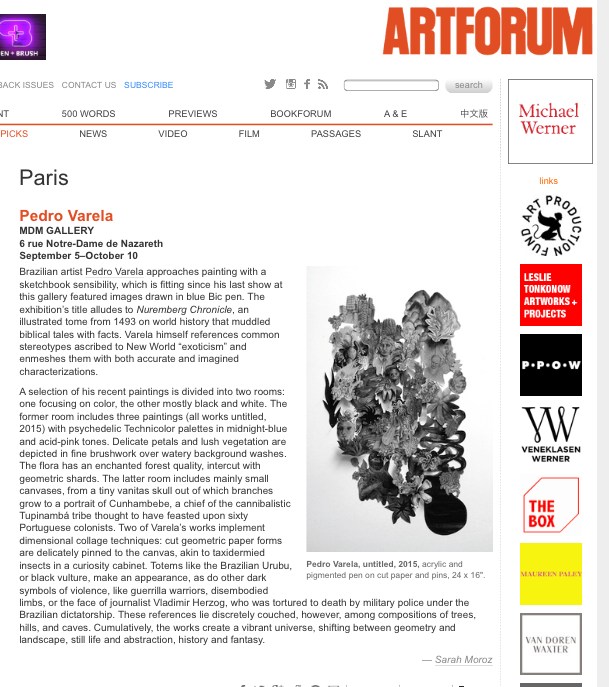 ARTFORUM
EN + BRUSH
BACK ISSUES CONTACT US SUBSCRIBE
search
NT 500 WORDS PREVIEWS BOOKFORUM A & E 中文版
PICKS NEWS VIDEO FILM PASSAGES SLANT
Paris
Pedro Varela
MDM GALLERY
6 rue Notre-Dame de Nazareth
September 5–October 10
Brazilian artist Pedro Varela approaches painting with a
sketchbook sensibility, which is fitting since his last show at
this gallery featured images drawn in blue Bic pen. The
exhibition's title alludes to Nuremberg Chronicle, an
illustrated tome from 1493 on world history that muddled
biblical tales with facts. Varela himself references common
stereotypes ascribed to New World “exoticism” and
enmeshes them with both accurate and imagined
characterizations.
A selection of his recent paintings is divided into two rooms:
one focusing on color, the other mostly black and white. The
former room includes three paintings (all works untitled,
2015) with psychedelic Technicolor palettes in midnight-blue
and acid-pink tones. Delicate petals and lush vegetation are
depicted in fine brushwork over watery background washes.
The flora has an enchanted forest quality, intercut with
geometric shards. The latter room includes mainly small
canvases, from a tiny vanitas skull out of which branches
grow to a portrait of Cunhambebe, a chief of the cannibalistic
Tupinambá tribe thought to have feasted upon sixty
Portuguese colonists. Two of Varela's works implement
dimensional collage techniques: cut geometric paper forms
are delicately pinned to the canvas, akin to taxidermied
insects in a curiosity cabinet. Totems like the Brazilian Urubu,
or black vulture, make an appearance, as do other dark
symbols of violence, like guerrilla warriors, disembodied
limbs, or the face of journalist Vladimir Herzog, who was tortured to death by military police under the
Brazilian dictatorship. These references lie discretely couched, however, among compositions of trees,
hills, and caves. Cumulatively, the works create a vibrant universe, shifting between geometry and
landscape, still life and abstraction, history and fantasy.
— Sarah Moroz
Pedro Varela, untitled, 2015, acrylic and
pigmented pen on cut paper and pins, 24 x 16".
Michael
Werner
links
ART PRODUCTION FUND
LESLIE
TONKONOW
ARTWORKS +
PROJECTS
P·P·O·W
VW
VENEKLASEN
WERNER
THE
BOX
MAUREEN PALEY
VAN DOREN
WAXTER